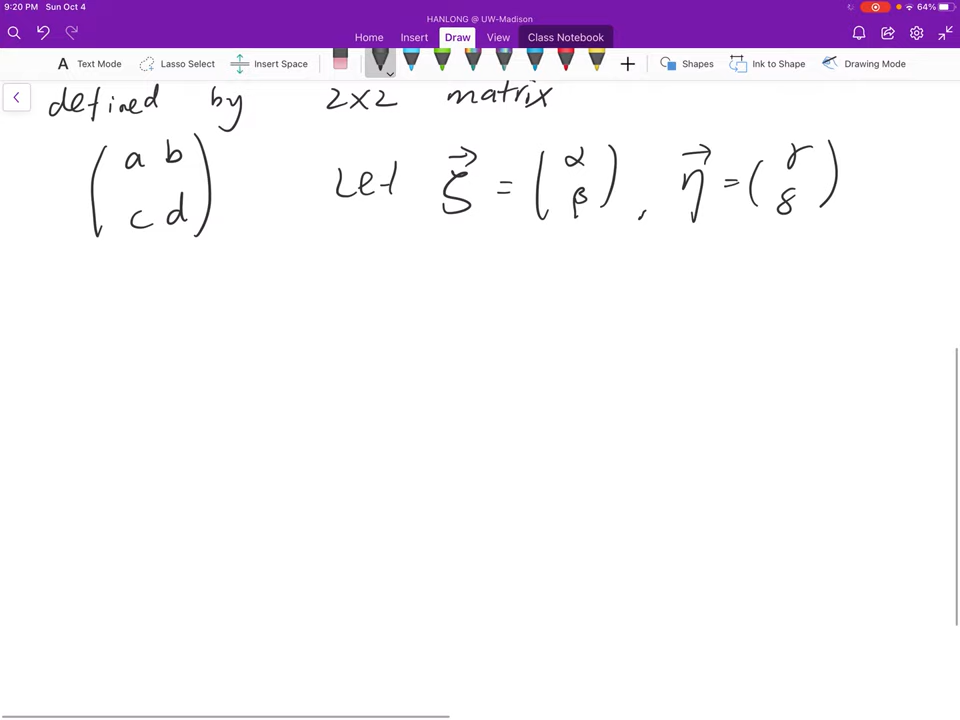 9:20 PM Sun Oct 4
64%
HANLONG @ UW-Madison
Home Insert Draw View Class Notebook
Text Mode Lasso Select Insert Space Shapes Ink to Shape Drawing Mode
defined by 2x2 matrix
(a b
c d) Let ζ⃗ = (α
β), η⃗ = (γ
δ)